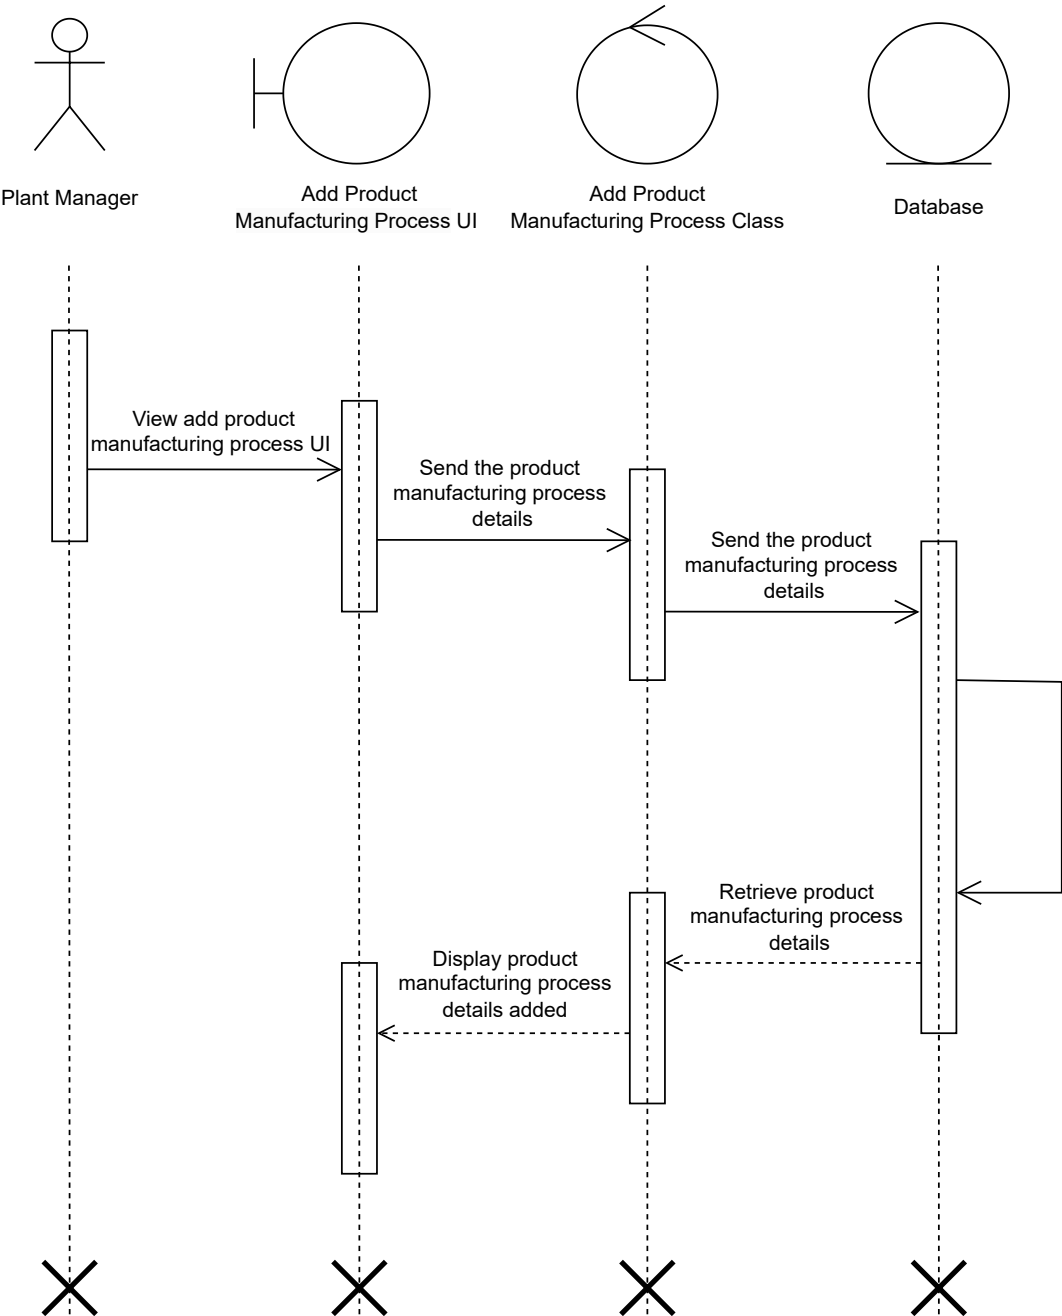 Plant Manager
Add Product
Manufacturing Process UI
Add Product
Manufacturing Process Class
Database
View add product
manufacturing process UI
Send the product
manufacturing process
details
Send the product
manufacturing process
details
Retrieve product
manufacturing process
details
Display product
manufacturing process
details added